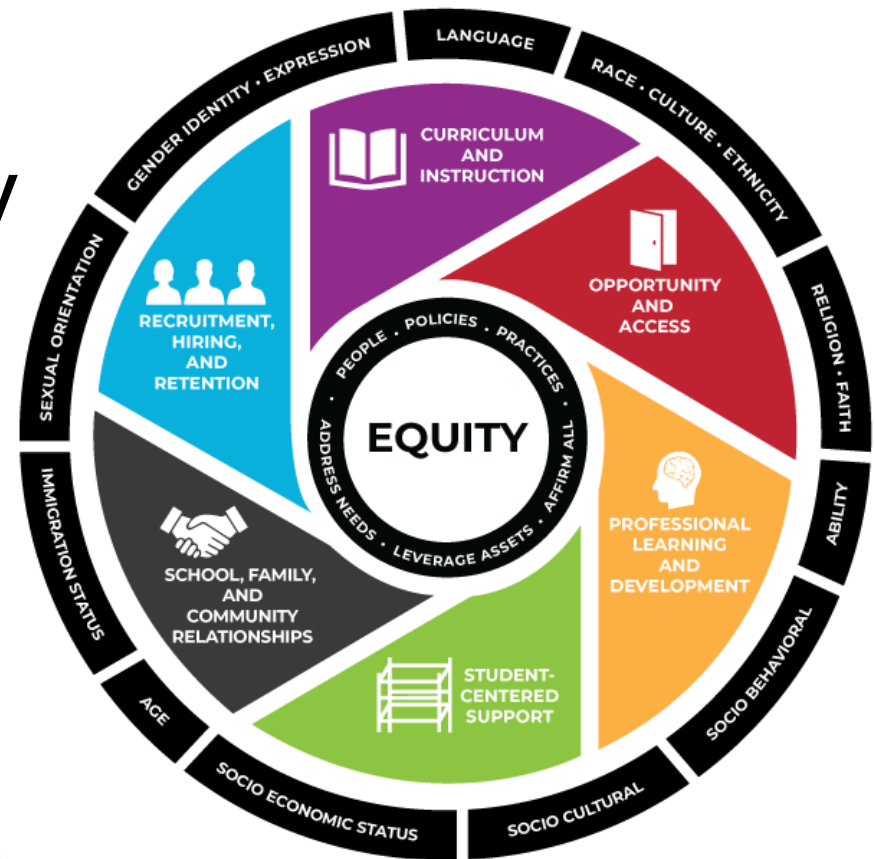 y
GENDER IDENTITY • EXPRESSION
LANGUAGE
RACE • CULTURE • ETHNICITY
RELIGION • FAITH
ABILITY
SOCIO BEHAVIORAL
SOCIO CULTURAL
SOCIO ECONOMIC STATUS
AGE
IMMIGRATION STATUS
SEXUAL ORIENTATION
CURRICULUM
AND
INSTRUCTION
OPPORTUNITY
AND
ACCESS
PROFESSIONAL
LEARNING
AND
DEVELOPMENT
STUDENT-
CENTERED
SUPPORT
SCHOOL, FAMILY,
AND
COMMUNITY
RELATIONSHIPS
RECRUITMENT,
HIRING,
AND
RETENTION
• PEOPLE • POLICIES • PRACTICES •
ADDRESS NEEDS • LEVERAGE ASSETS • AFFIRM ALL
EQUITY